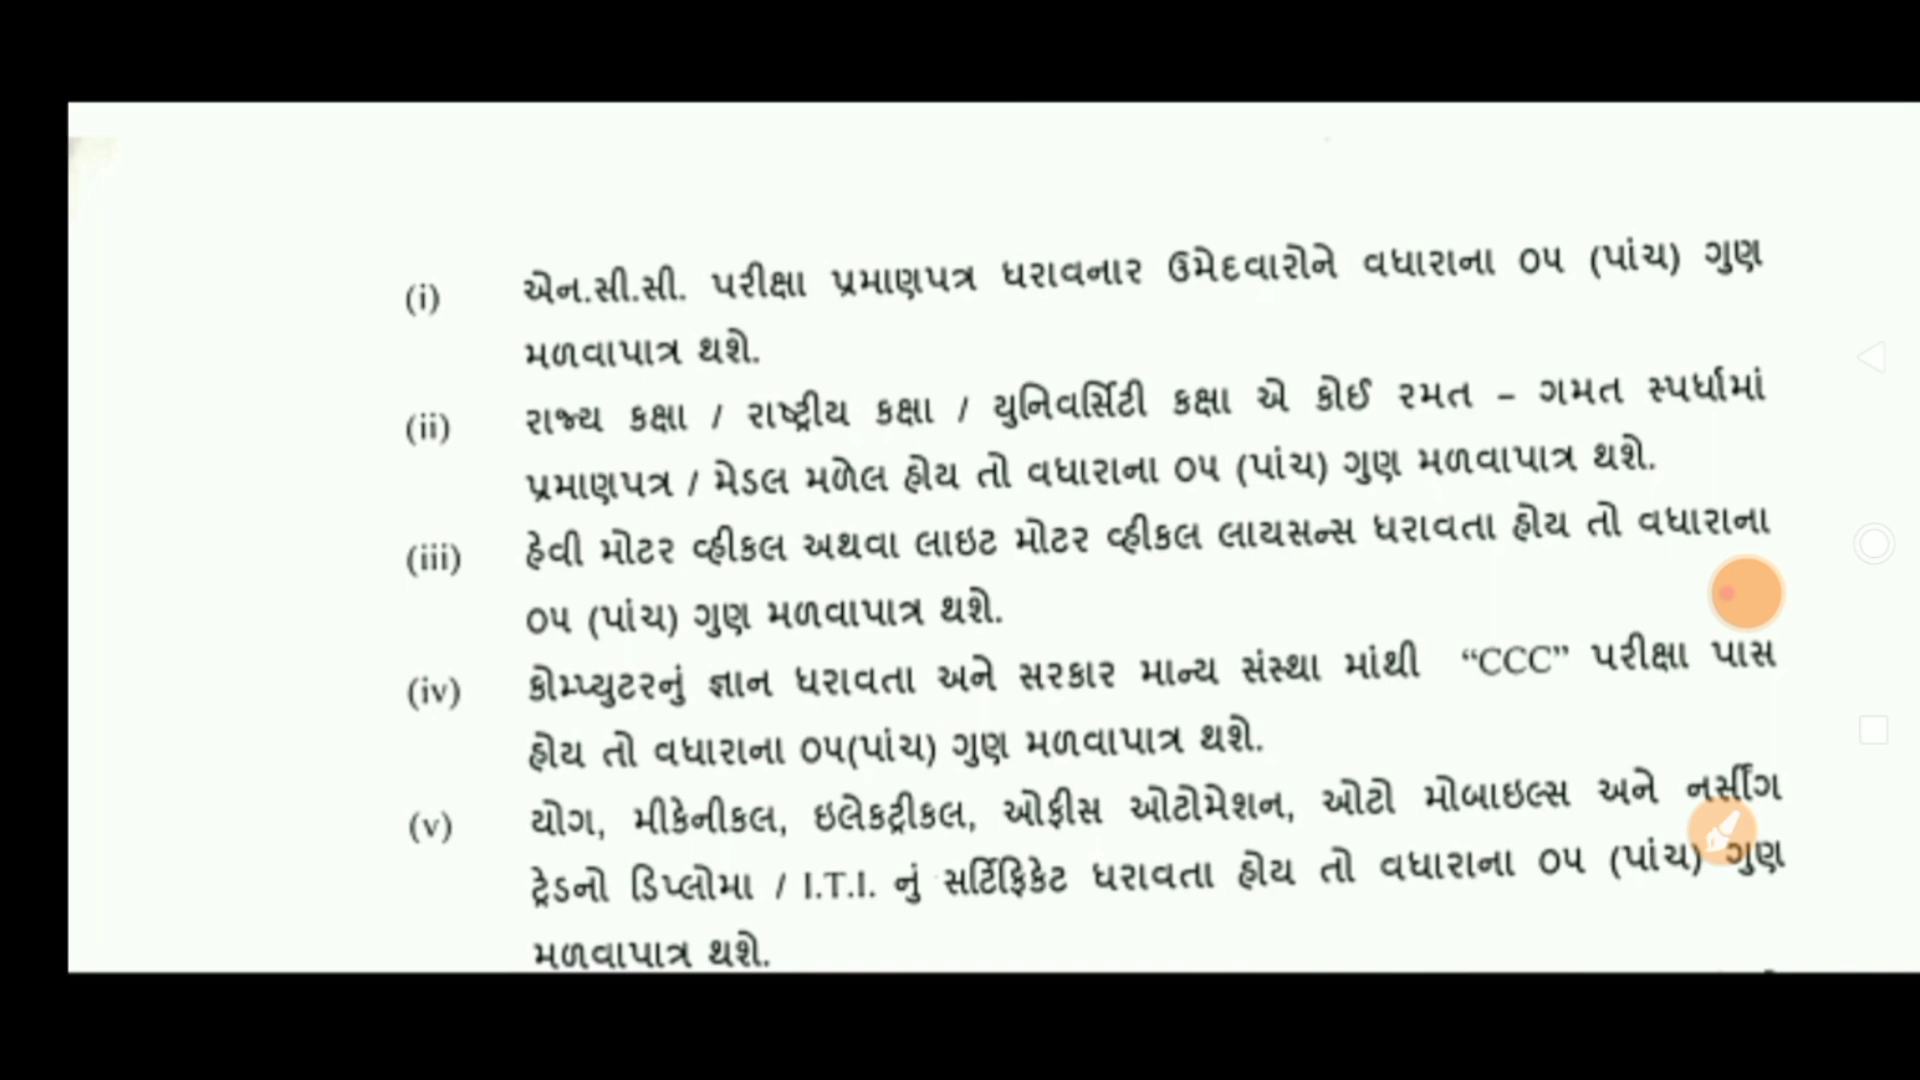 (i) એન.સી.સી. પરીક્ષા પ્રમાણપત્ર ધરાવનાર ઉમેદવારોને વધારાના ૦૫ (પાંચ) ગુણ
મળવાપાત્ર થશે.
(ii) રાજ્ય કક્ષા / રાષ્ટ્રીય કક્ષા / યુનિવર્સિટી કક્ષા એ કોઈ રમત – ગમત સ્પર્ધામાં
પ્રમાણપત્ર / મેડલ મળેલ હોય તો વધારાના ૦૫ (પાંચ) ગુણ મળવાપાત્ર થશે.
(iii) હેવી મોટર વ્હીકલ અથવા લાઇટ મોટર વ્હીકલ લાયસન્સ ધરાવતા હોય તો વધારાના
૦૫ (પાંચ) ગુણ મળવાપાત્ર થશે.
(iv) કોમ્પ્યુટરનું જ્ઞાન ધરાવતા અને સરકાર માન્ય સંસ્થા માંથી “CCC” પરીક્ષા પાસ
હોય તો વધારાના ૦૫(પાંચ) ગુણ મળવાપાત્ર થશે.
(v) યોગ, મીકેનીકલ, ઇલેકટ્રીકલ, ઓફીસ ઓટોમેશન, ઓટો મોબાઇલ્સ અને નર્સીંગ
ટ્રેડનો ડિપ્લોમા / I.T.I. નું સર્ટિફિકેટ ધરાવતા હોય તો વધારાના ૦૫ (પાંચ) ગુણ
મળવાપાત્ર થશે.